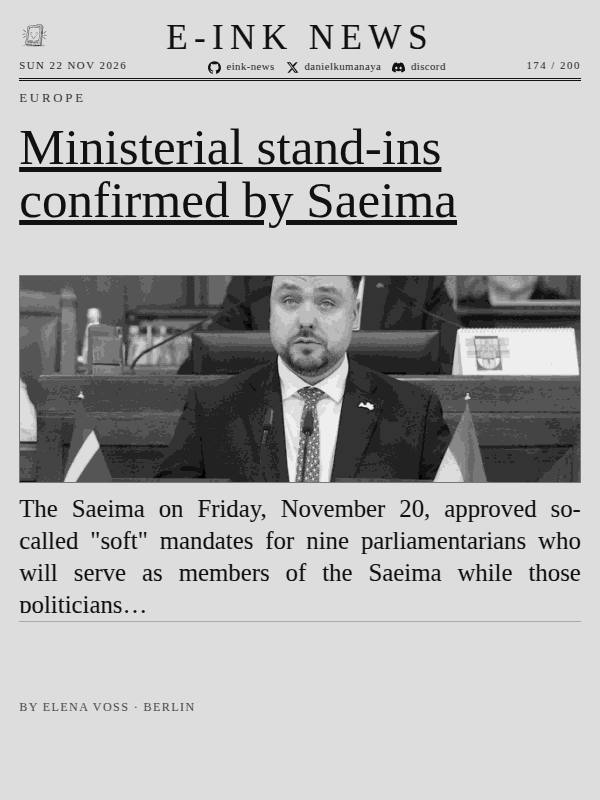 E-INK NEWS
SUN 22 NOV 2026
eink-news
danielkumanaya
discord
174 / 200
EUROPE
Ministerial stand-ins
confirmed by Saeima
The Saeima on Friday, November 20, approved so-
called "soft" mandates for nine parliamentarians who
will serve as members of the Saeima while those
politicians…
BY ELENA VOSS · BERLIN